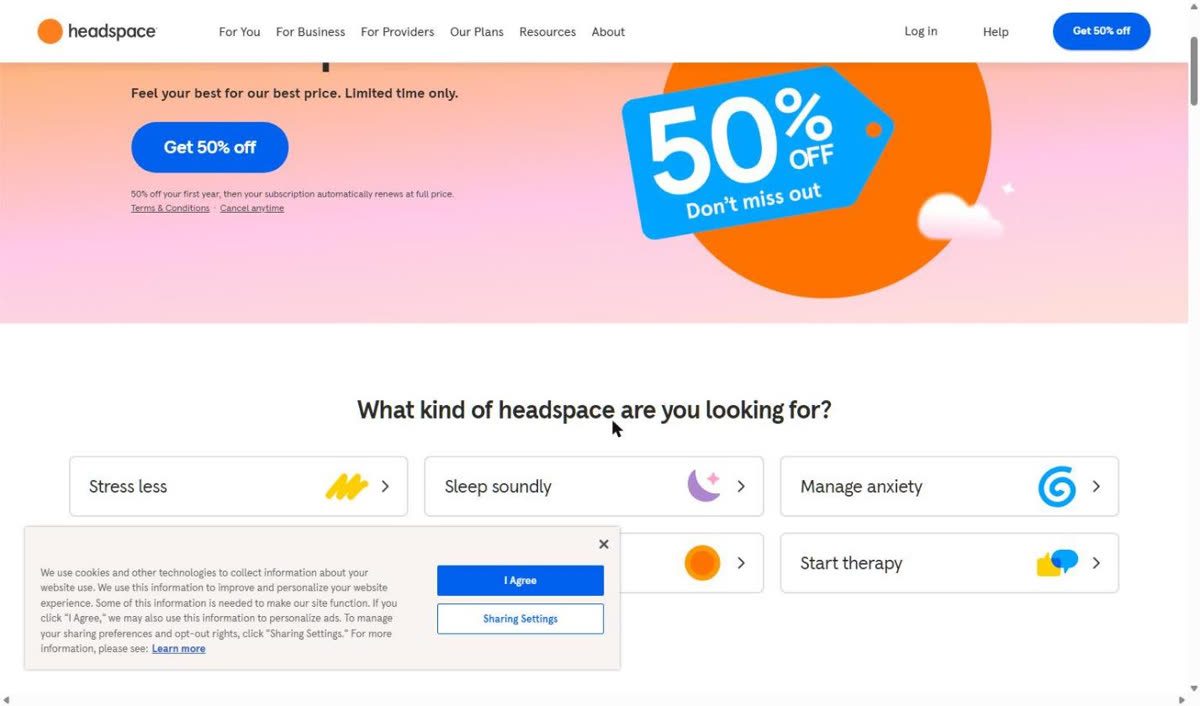 headspace
For You For Business For Providers Our Plans Resources About
Log in Help Get 50% off
Feel your best for our best price. Limited time only.
Get 50% off
50% off your first year, then your subscription automatically renews at full price.
Terms & Conditions · Cancel anytime
50% OFF
Don't miss out
What kind of headspace are you looking for?
Stress less
Sleep soundly
Manage anxiety
Start therapy
We use cookies and other technologies to collect information about your
website use. We use this information to improve and personalize your website
experience. Some of this information is needed to make our site function. If you
click "I Agree," we may also use this information to personalize ads. To manage
your sharing preferences and opt-out rights, click "Sharing Settings." For more
information, please see: Learn more
I Agree
Sharing Settings